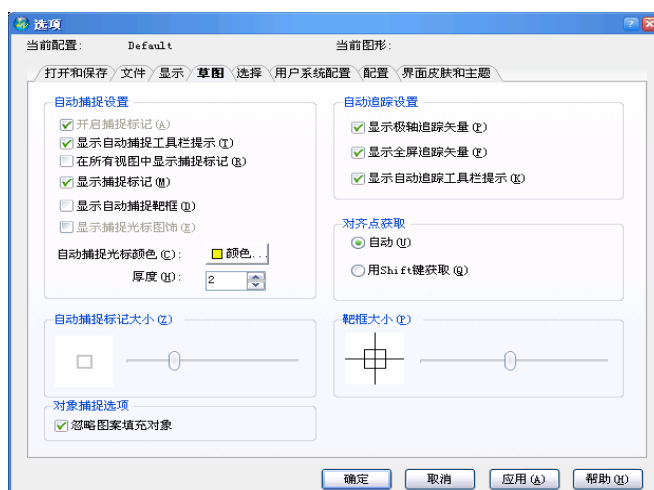 选项
当前配置: Default 当前图形:
打开和保存 文件 显示 草图 选择 用户系统配置 配置 界面皮肤和主题
自动捕捉设置
开启捕捉标记(A)
显示自动捕捉工具栏提示(T)
在所有视图中显示捕捉标记(R)
显示捕捉标记(M)
显示自动捕捉靶框(D)
显示捕捉光标图饰(E)
自动捕捉光标颜色(C): 颜色...
厚度(H): 2
自动追踪设置
显示极轴追踪矢量(P)
显示全屏追踪矢量(F)
显示自动追踪工具栏提示(K)
对齐点获取
自动(U)
用Shift键获取(Q)
自动捕捉标记大小(Z)
靶框大小(P)
对象捕捉选项
忽略图案填充对象
确定 取消 应用(A) 帮助(H)